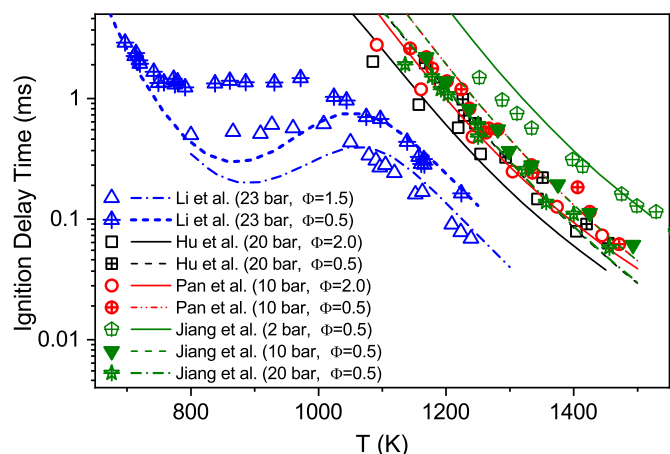 Ignition Delay Time (ms)
1
0.1
0.01
Li et al. (23 bar, Φ=1.5)
Li et al. (23 bar, Φ=0.5)
Hu et al. (20 bar, Φ=2.0)
Hu et al. (20 bar, Φ=0.5)
Pan et al. (10 bar, Φ=2.0)
Pan et al. (10 bar, Φ=0.5)
Jiang et al. (2 bar, Φ=0.5)
Jiang et al. (10 bar, Φ=0.5)
Jiang et al. (20 bar, Φ=0.5)
800 1000 1200 1400
T (K)